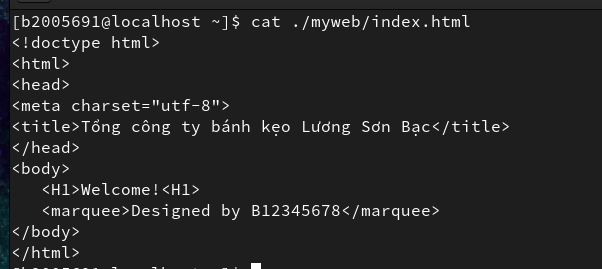 [b2005691@localhost ~]$ cat ./myweb/index.html
<!doctype html>
<html>
<head>
<meta charset="utf-8">
<title>Tổng công ty bánh kẹo Lương Sơn Bạc</title>
</head>
<body>
   <H1>Welcome!<H1>
   <marquee>Designed by B12345678</marquee>
</body>
</html>